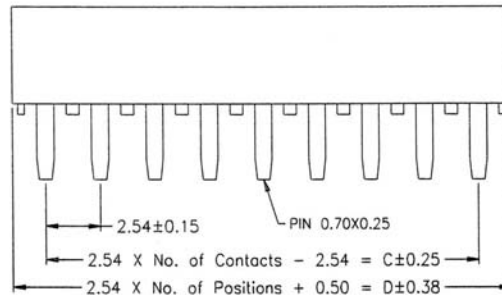 2.54±0.15
PIN 0.70X0.25
2.54 X No. of Contacts - 2.54 = C±0.25
2.54 X No. of Positions + 0.50 = D±0.38